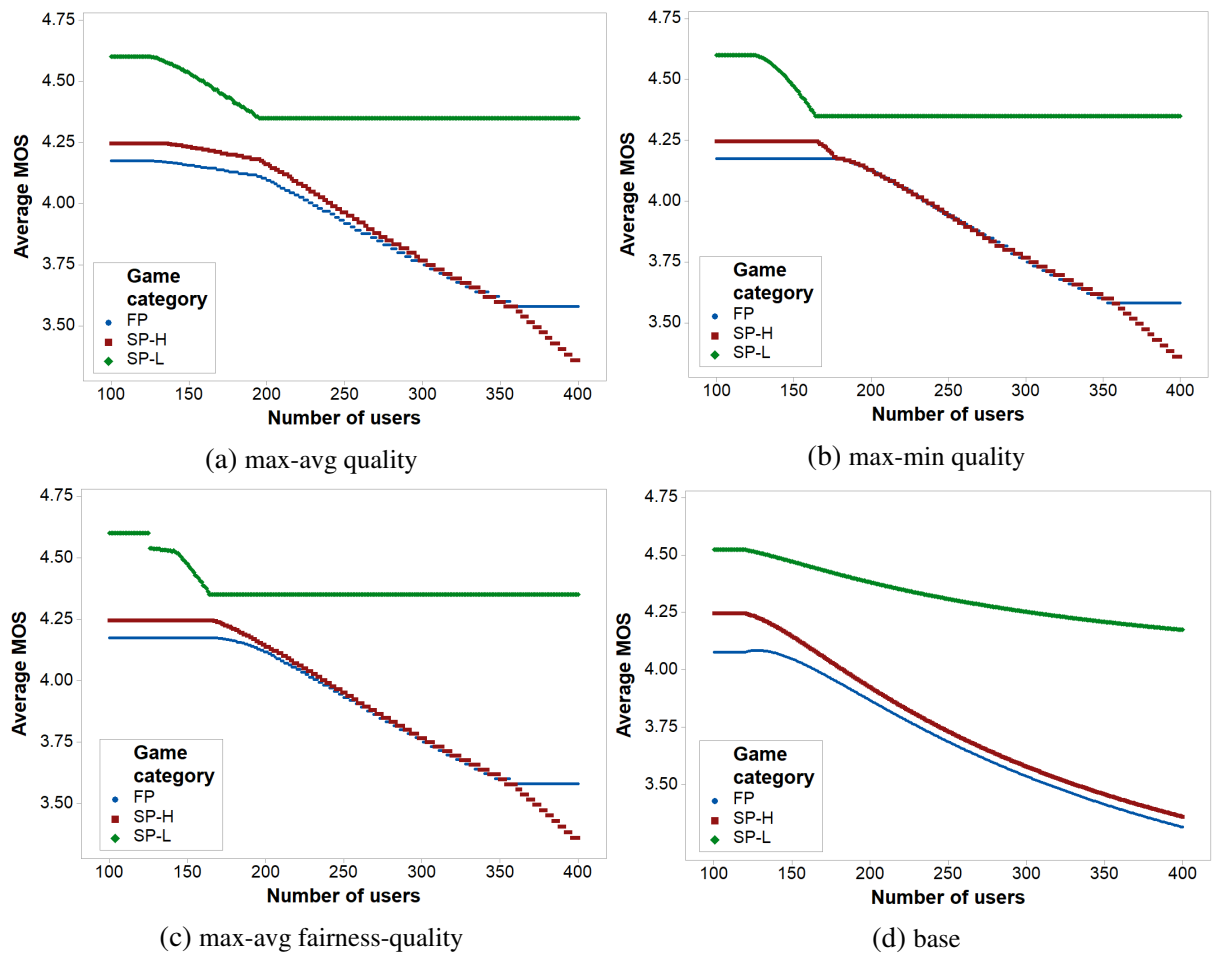 4.75
4.50
4.25
4.00
3.75
3.50
Average MOS
Game
category
FP
SP-H
SP-L
100 150 200 250 300 350 400
Number of users
(a) max-avg quality
4.75
4.50
4.25
4.00
3.75
3.50
Average MOS
Game
category
FP
SP-H
SP-L
100 150 200 250 300 350 400
Number of users
(b) max-min quality
4.75
4.50
4.25
4.00
3.75
3.50
Average MOS
Game
category
FP
SP-H
SP-L
100 150 200 250 300 350 400
Number of users
(c) max-avg fairness-quality
4.75
4.50
4.25
4.00
3.75
3.50
Average MOS
Game
category
FP
SP-H
SP-L
100 150 200 250 300 350 400
Number of users
(d) base